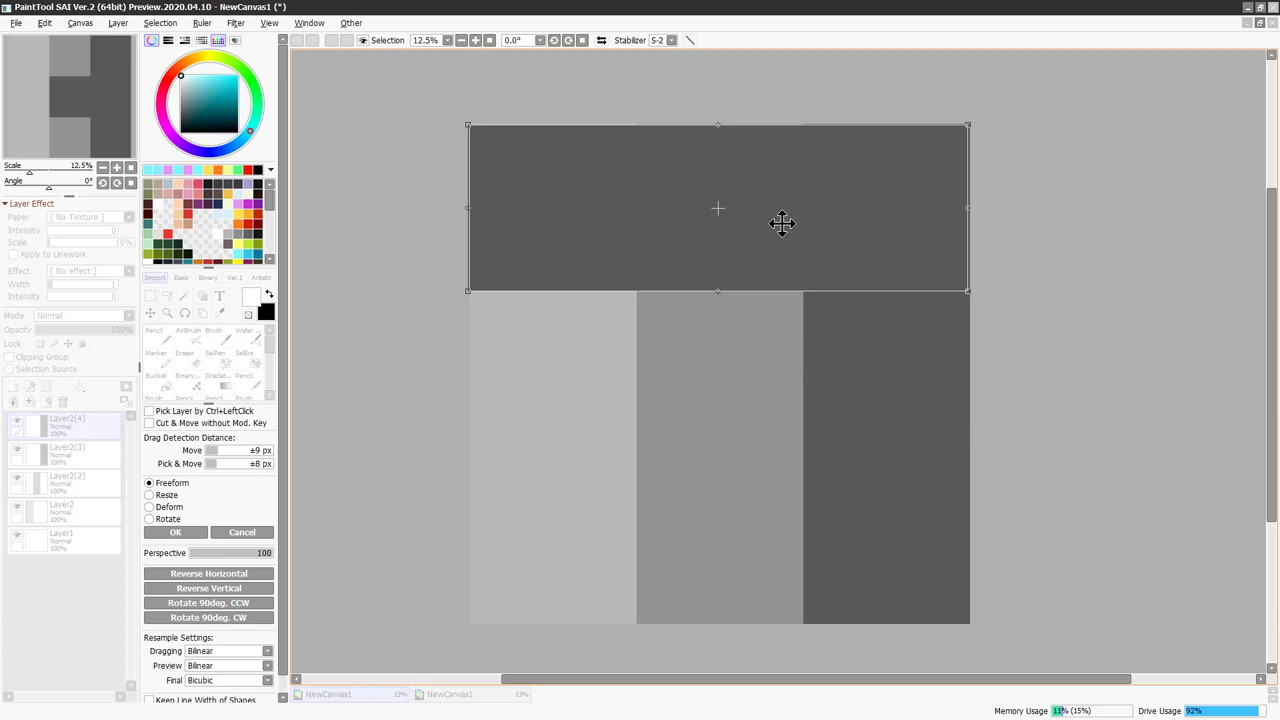 PaintTool SAI Ver.2 (64bit) Preview.2020.04.10 - NewCanvas1 (*)
File Edit Canvas Layer Selection Ruler Filter View Window Other
Selection 12.5% 0.0° Stabilizer S-2
Scale 12.5%
Angle 0°
Layer Effect
Paper: [ No Texture ]
Intensity 0
Scale 10%
Apply to Linework
Effect: [ No effect ]
Width 1
Intensity 100
Mode Normal
Opacity 100%
Lock:
Clipping Group
Selection Source
Layer2(4)
Normal
100%
Layer2(3)
Normal
100%
Layer2(2)
Normal
100%
Layer2
Normal
100%
Layer1
Normal
100%
Import Basic Binary Ver.1 Artistic
T
Pencil AirBrush Brush Water ...
Marker Eraser SelPen SelErs
Bucket Binary... Gradat... Pencil
Brush Pencil Pencil Brush
Pick Layer by Ctrl+LeftClick
Cut & Move without Mod. Key
Drag Detection Distance:
Move ±9 px
Pick & Move ±8 px
Freeform
Resize
Deform
Rotate
OK Cancel
Perspective 100
Reverse Horizontal
Reverse Vertical
Rotate 90deg. CCW
Rotate 90deg. CW
Resample Settings:
Dragging Bilinear
Preview Bilinear
Final Bicubic
Keep Line Width of Shapes
NewCanvas1 13% NewCanvas1 13%
Memory Usage 11% (15%) Drive Usage 92%